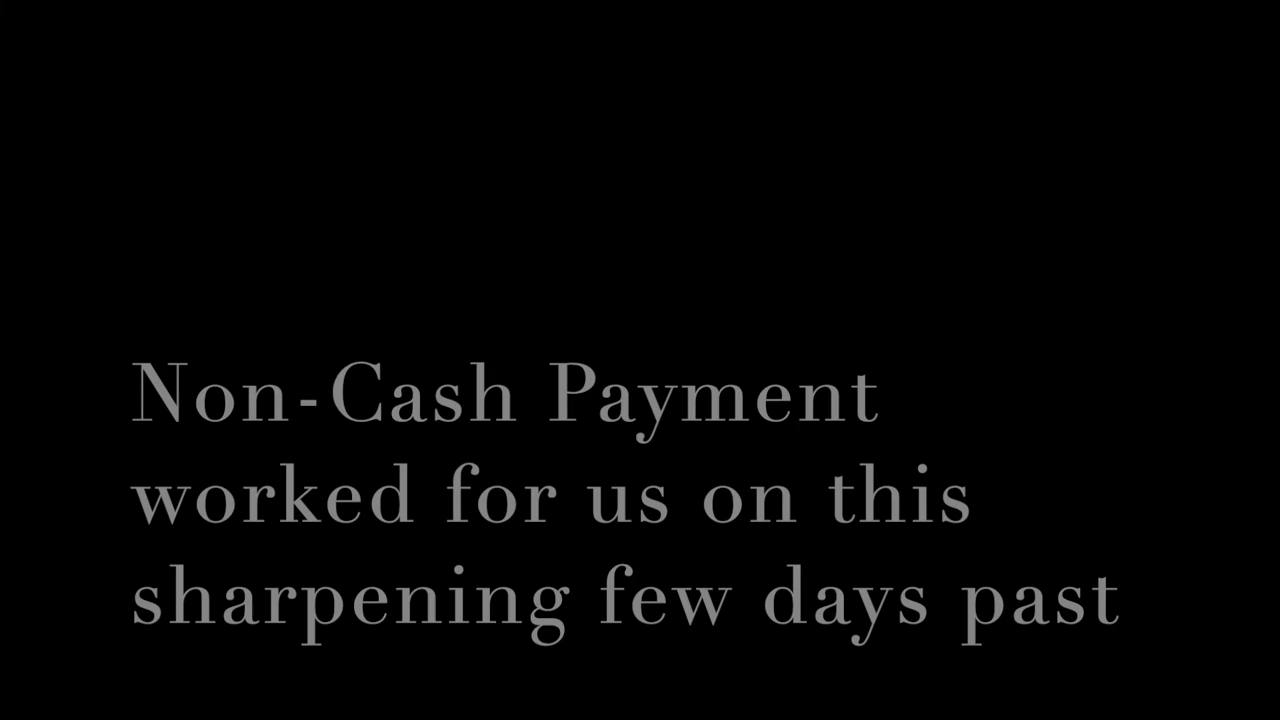 Non-Cash Payment
worked for us on this
sharpening few days past